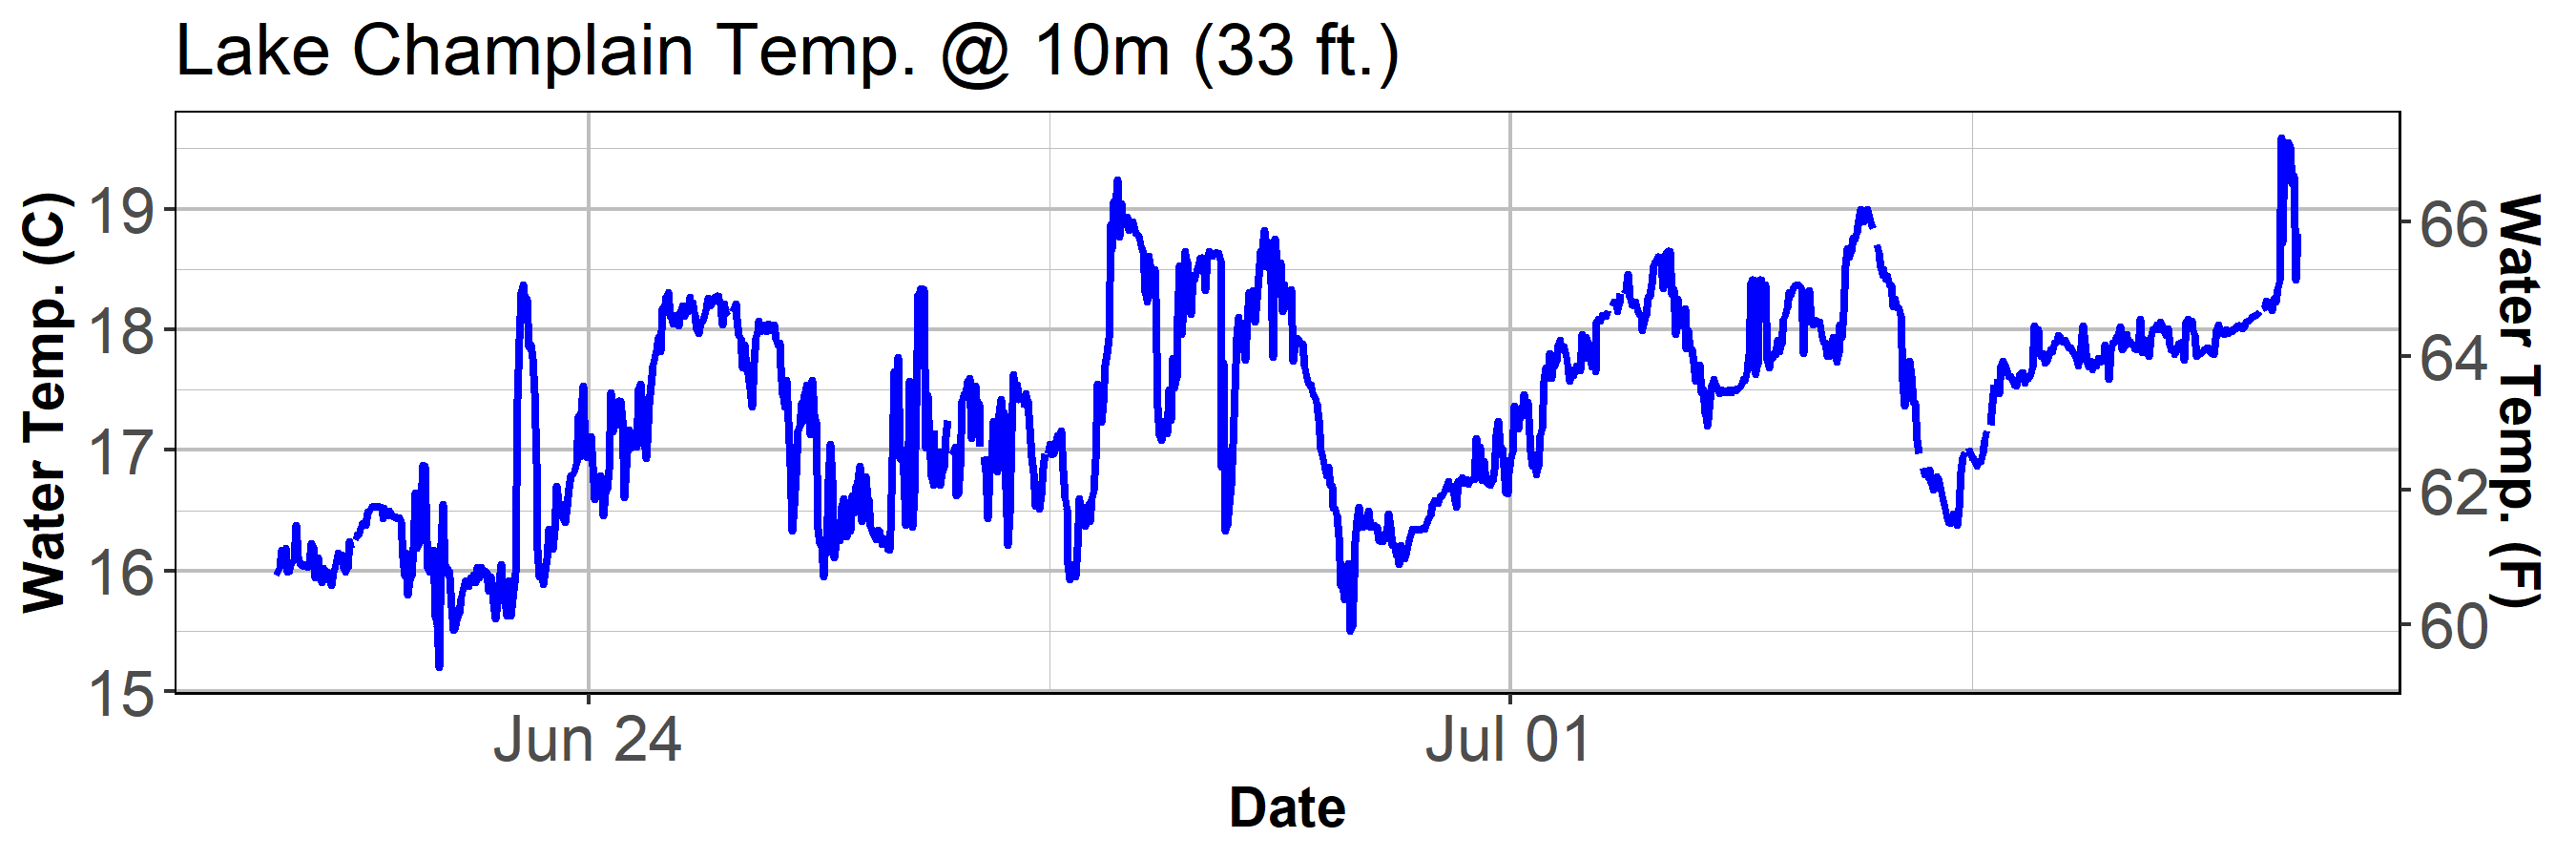 Lake Champlain Temp. @ 10m (33 ft.)
Water Temp. (C)
19
18
17
16
15
66
64
62
60
Water Temp. (F)
Jun 24
Jul 01
Date